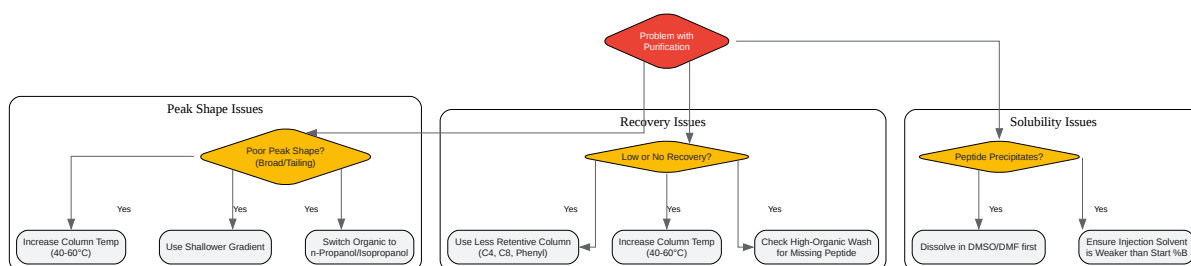 Problem with
Purification
Peak Shape Issues
Poor Peak Shape?
(Broad/Tailing)
Yes
Yes
Yes
Increase Column Temp
(40-60°C)
Use Shallower Gradient
Switch Organic to
n-Propanol/Isopropanol
Recovery Issues
Low or No Recovery?
Yes
Yes
Yes
Use Less Retentive Column
(C4, C8, Phenyl)
Increase Column Temp
(40-60°C)
Check High-Organic Wash
for Missing Peptide
Solubility Issues
Peptide Precipitates?
Yes
Yes
Dissolve in DMSO/DMF first
Ensure Injection Solvent
is Weaker than Start %B